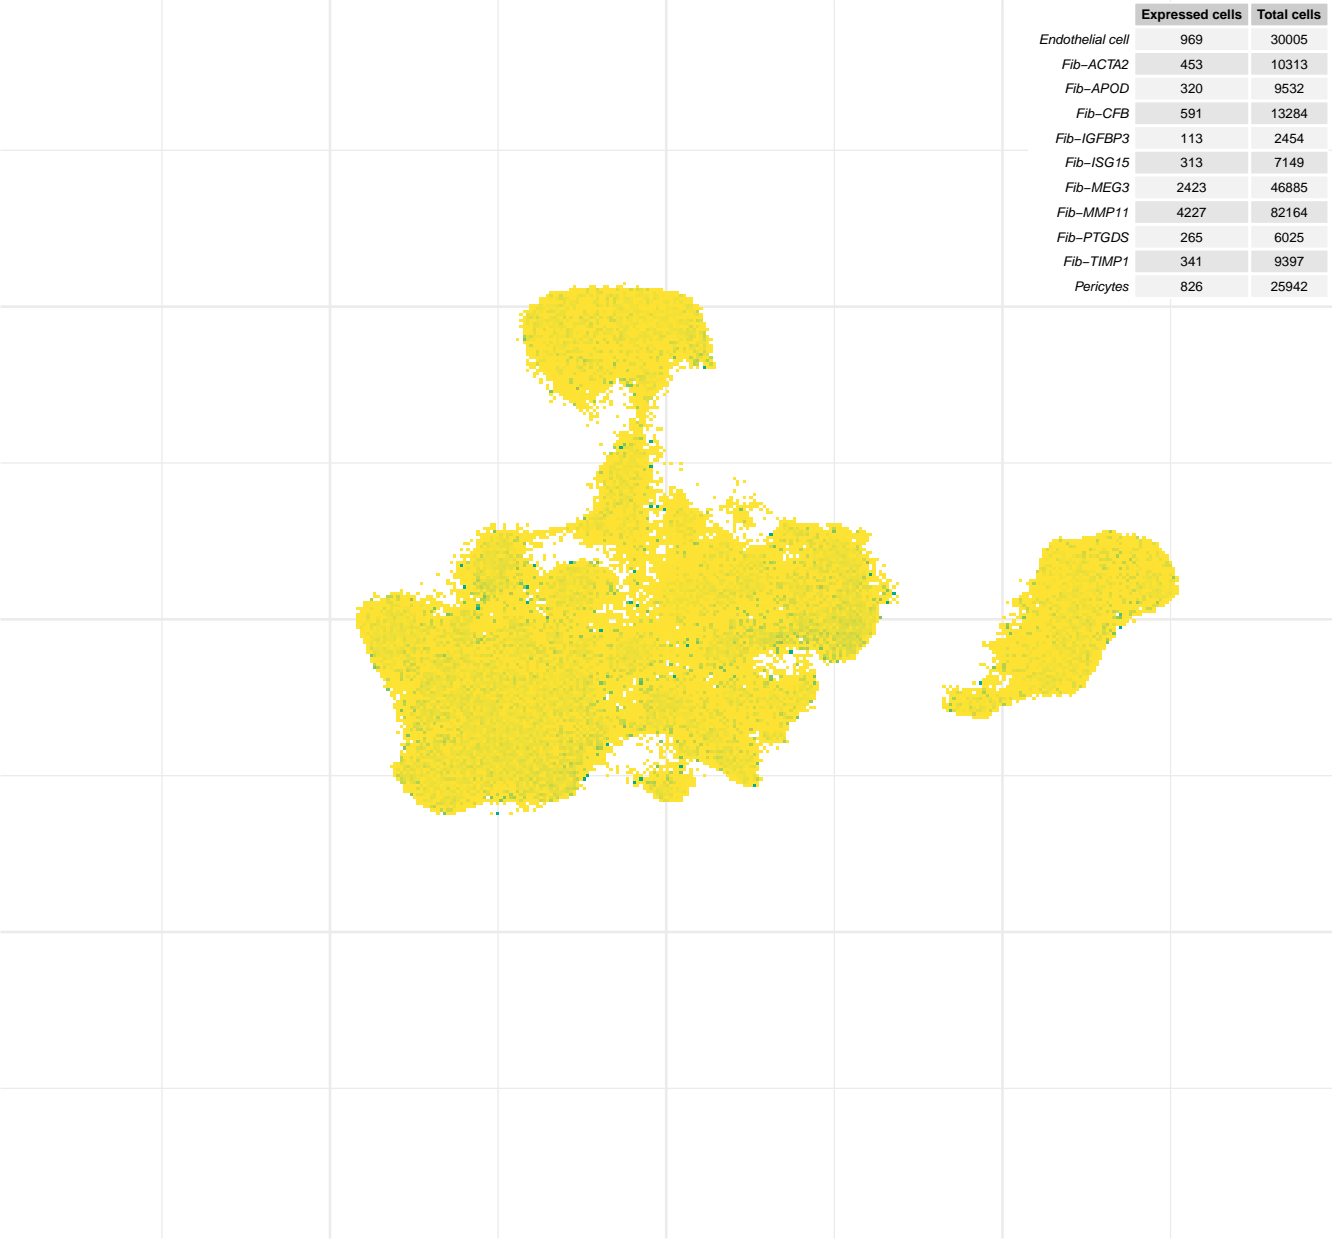 Expressed cells Total cells
Endothelial cell 969 30005
Fib−ACTA2 453 10313
Fib−APOD 320 9532
Fib−CFB 591 13284
Fib−IGFBP3 113 2454
Fib−ISG15 313 7149
Fib−MEG3 2423 46885
Fib−MMP11 4227 82164
Fib−PTGDS 265 6025
Fib−TIMP1 341 9397
Pericytes 826 25942